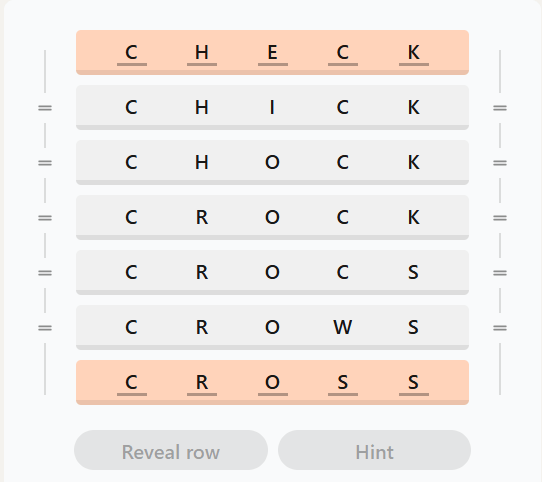 C H E C K
C H I C K
C H O C K
C R O C K
C R O C S
C R O W S
C R O S S
Reveal row Hint